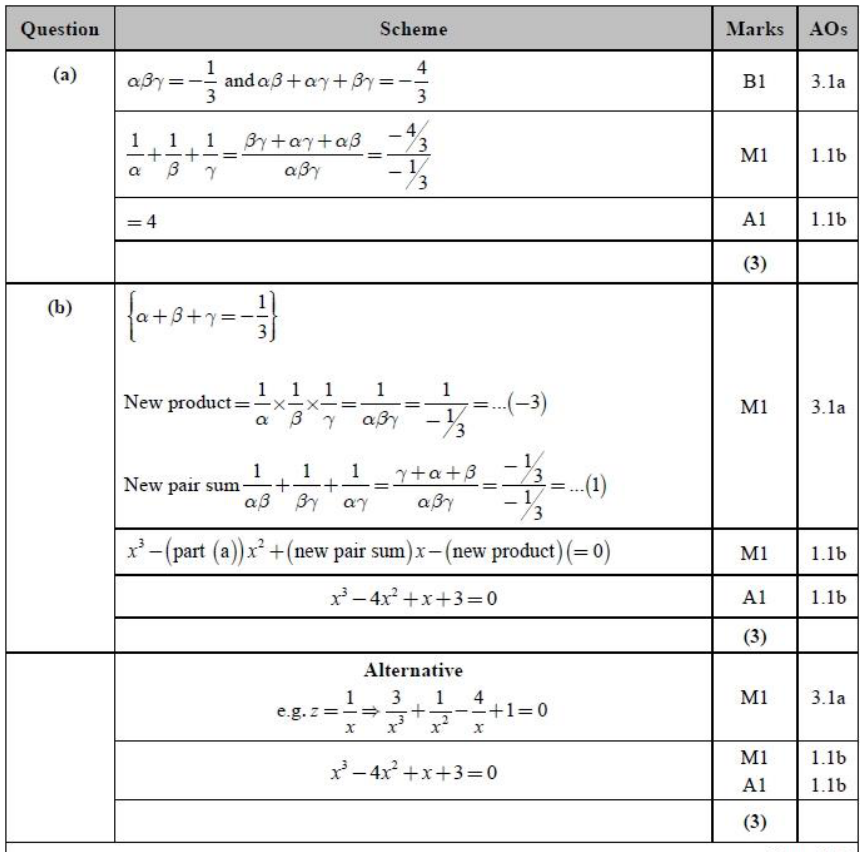 Question Scheme Marks AOs
(a) αβγ = −1/3 and αβ + αγ + βγ = −4/3 B1 3.1a
1/α + 1/β + 1/γ = (βγ + αγ + αβ)/αβγ = (−4/3)/(−1/3) M1 1.1b
= 4 A1 1.1b
(3)
(b) {α + β + γ = −1/3}
New product = 1/α × 1/β × 1/γ = 1/αβγ = 1/(−1/3) = ...(−3) M1 3.1a
New pair sum 1/αβ + 1/βγ + 1/αγ = (γ + α + β)/αβγ = (−1/3)/(−1/3) = ...(1)
x³ − (part (a))x² + (new pair sum)x − (new product)(= 0) M1 1.1b
x³ − 4x² + x + 3 = 0 A1 1.1b
(3)
Alternative
e.g. z = 1/x ⇒ 3/x³ + 1/x² − 4/x + 1 = 0 M1 3.1a
x³ − 4x² + x + 3 = 0 M1 1.1b
A1 1.1b
(3)